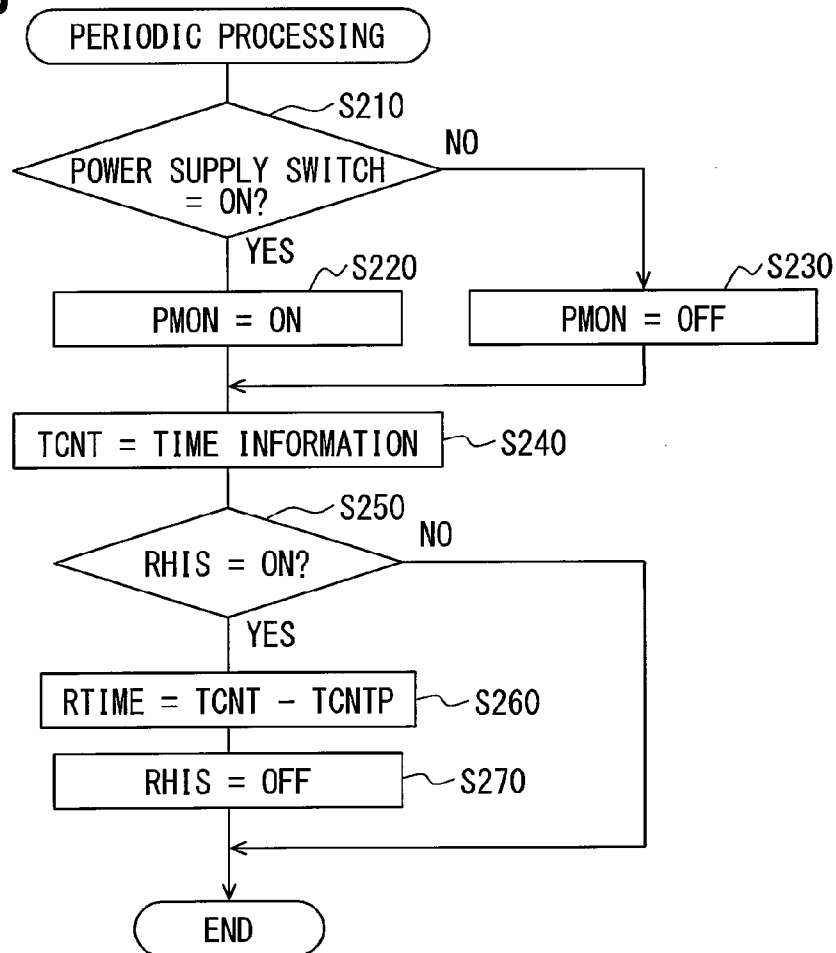 PERIODIC PROCESSING
S210
POWER SUPPLY SWITCH
= ON?
NO
YES
S220
PMON = ON
S230
PMON = OFF
TCNT = TIME INFORMATION
S240
S250
RHIS = ON?
NO
YES
RTIME = TCNT - TCNTP
S260
RHIS = OFF
S270
END